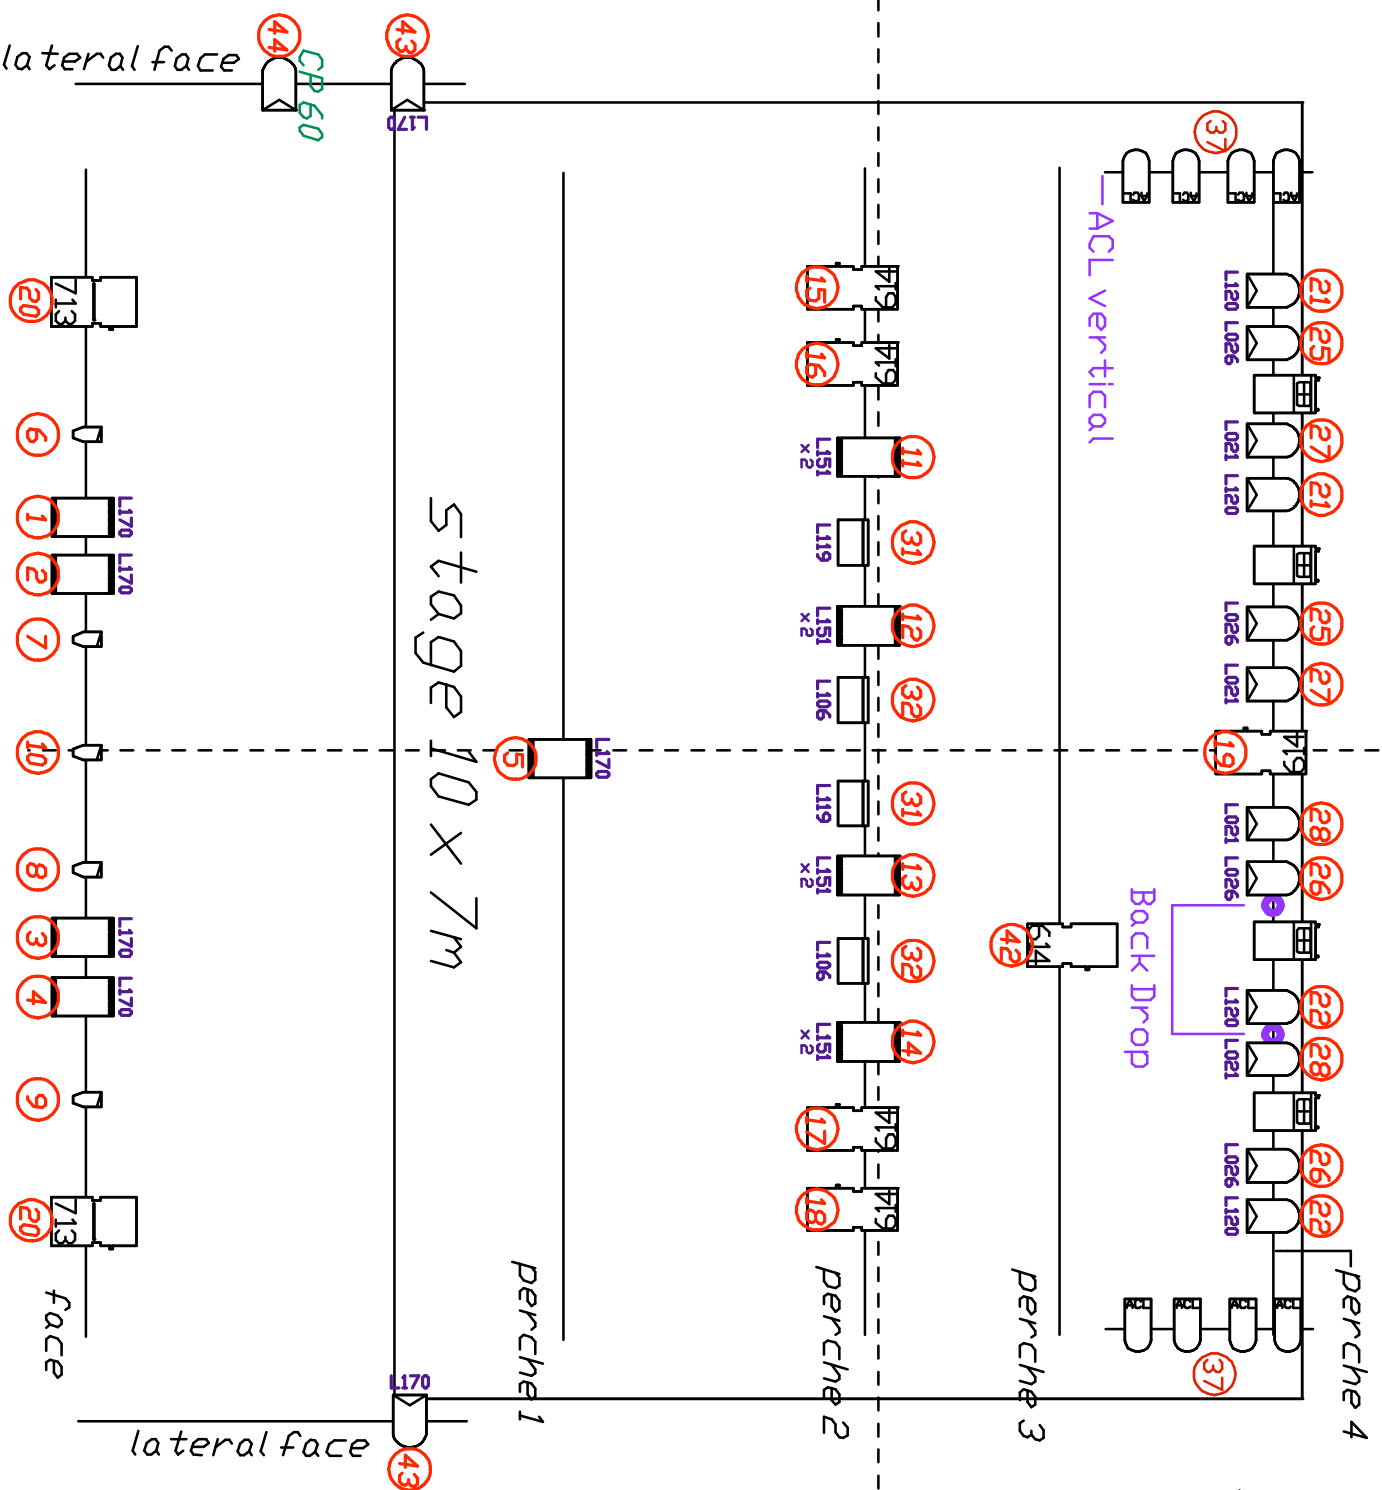 lateral face
44
CP 60
43
L170
37
ACL
ACL
ACL
ACL
ACL vertical
21
L120
25
L026
27
L021
21
L120
25
L026
27
L021
19
614
28
L021
26
L026
22
L120
28
L021
26
L026
22
L120
Back Drop
perche 4
ACL
ACL
ACL
ACL
37
42
614
perche 3
15
614
16
614
11
L151
x2
31
L119
12
L151
x2
32
L106
31
L119
13
L151
x2
32
L106
14
L151
x2
17
614
18
614
perche 2
5
L170
perche 1
stage 10 x 7m
20
713
6
1
L170
2
L170
7
10
8
3
L170
4
L170
9
20
713
face
L170
43
lateral face